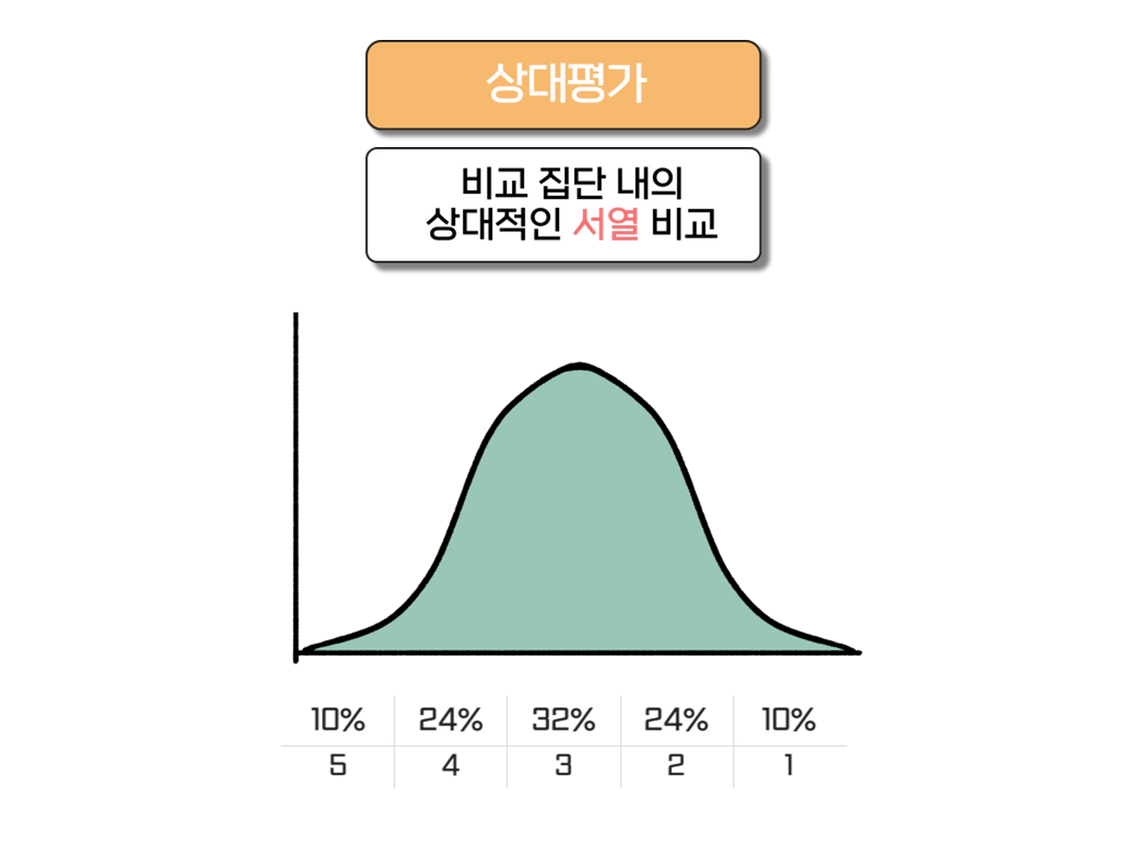 상대평가
비교 집단 내의
상대적인 서열 비교
10% 24% 32% 24% 10%
5 4 3 2 1